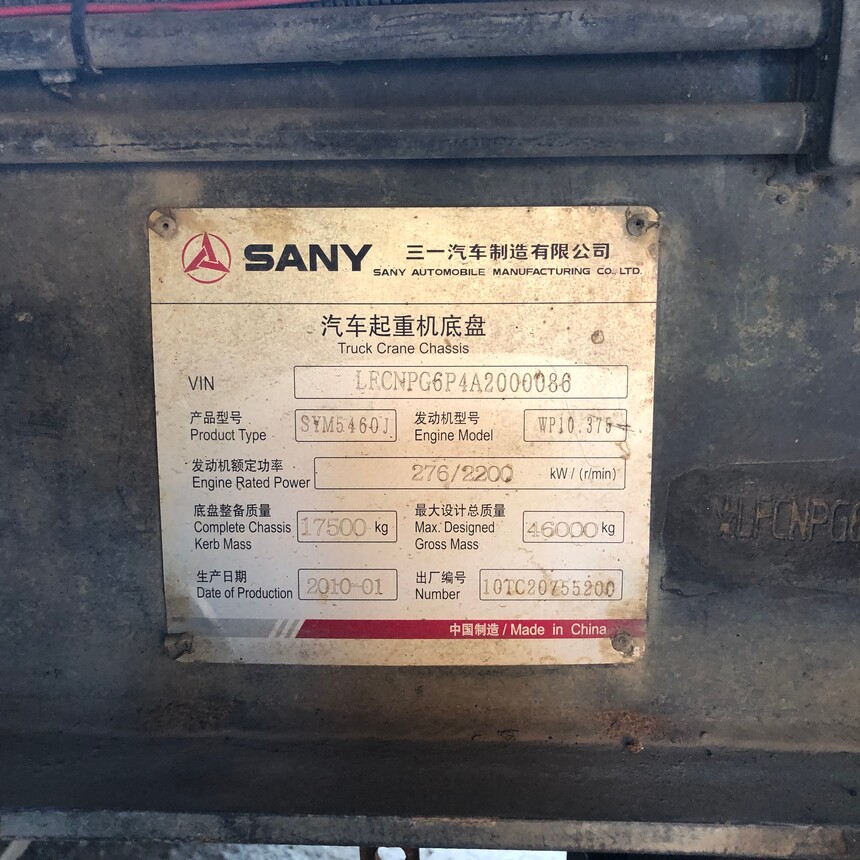 SANY 三一汽车制造有限公司
SANY AUTOMOBILE MANUFACTURING CO., LTD.
汽车起重机底盘
Truck Crane Chassis
VIN LFCNPG6P4A2000086
产品型号 SYM5460J 发动机型号 WP10.375
Product Type Engine Model
发动机额定功率 276/2200 kW / (r/min)
Engine Rated Power
底盘整备质量 最大设计总质量
Complete Chassis 17500 kg Max. Designed 46000 kg
Kerb Mass Gross Mass
生产日期 2010-01 出厂编号 10TC20755200
Date of Production Number
中国制造 / Made in China
LFCNPG6